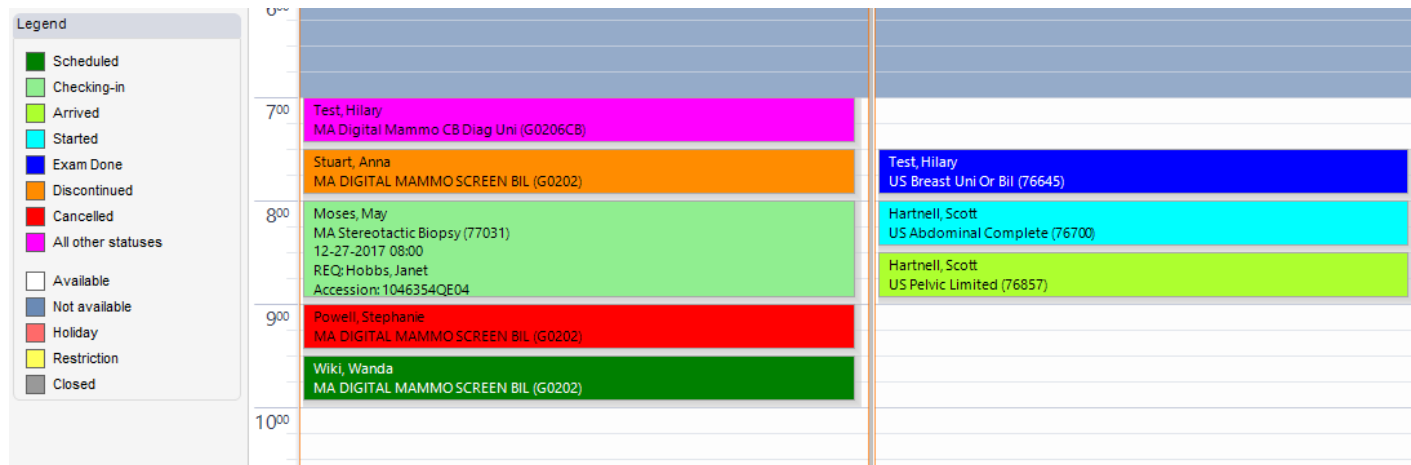 Legend
Scheduled
Checking-in
Arrived
Started
Exam Done
Discontinued
Cancelled
All other statuses
Available
Not available
Holiday
Restriction
Closed
600
700
Test, Hilary
MA Digital Mammo CB Diag Uni (G0206CB)
Stuart, Anna
MA DIGITAL MAMMO SCREEN BIL (G0202)
800
Moses, May
MA Stereotactic Biopsy (77031)
12-27-2017 08:00
REQ: Hobbs, Janet
Accession: 1046354QE04
900
Powell, Stephanie
MA DIGITAL MAMMO SCREEN BIL (G0202)
Wiki, Wanda
MA DIGITAL MAMMO SCREEN BIL (G0202)
1000
Test, Hilary
US Breast Uni Or Bil (76645)
Hartnell, Scott
US Abdominal Complete (76700)
Hartnell, Scott
US Pelvic Limited (76857)